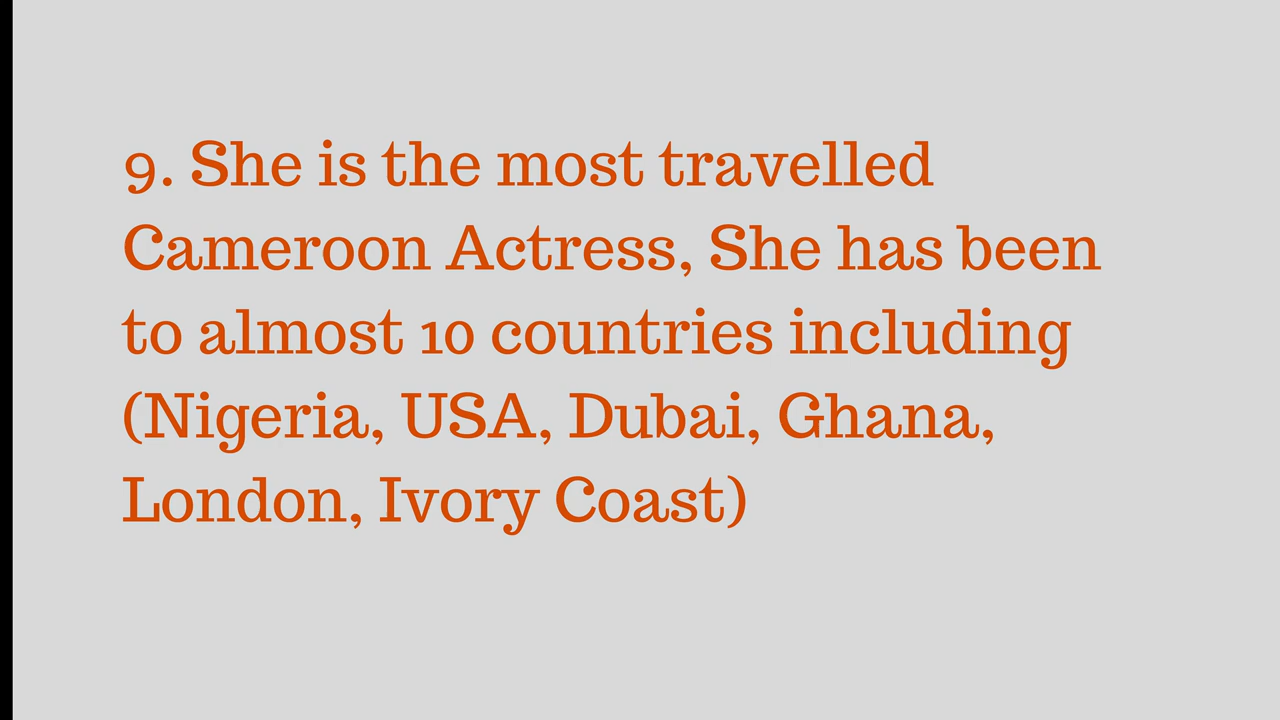 9. She is the most travelled
Cameroon Actress, She has been
to almost 10 countries including
(Nigeria, USA, Dubai, Ghana,
London, Ivory Coast)